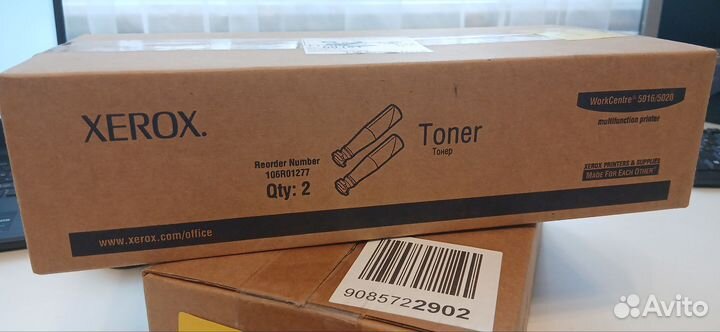 XEROX.
Reorder Number
106R01277
Qty: 2
Toner
Тонер
WorkCentre® 5016/5020
multifunction printer
XEROX PRINTERS & SUPPLIES
MADE FOR EACH OTHER™
www.xerox.com/office
9085722902
Avito